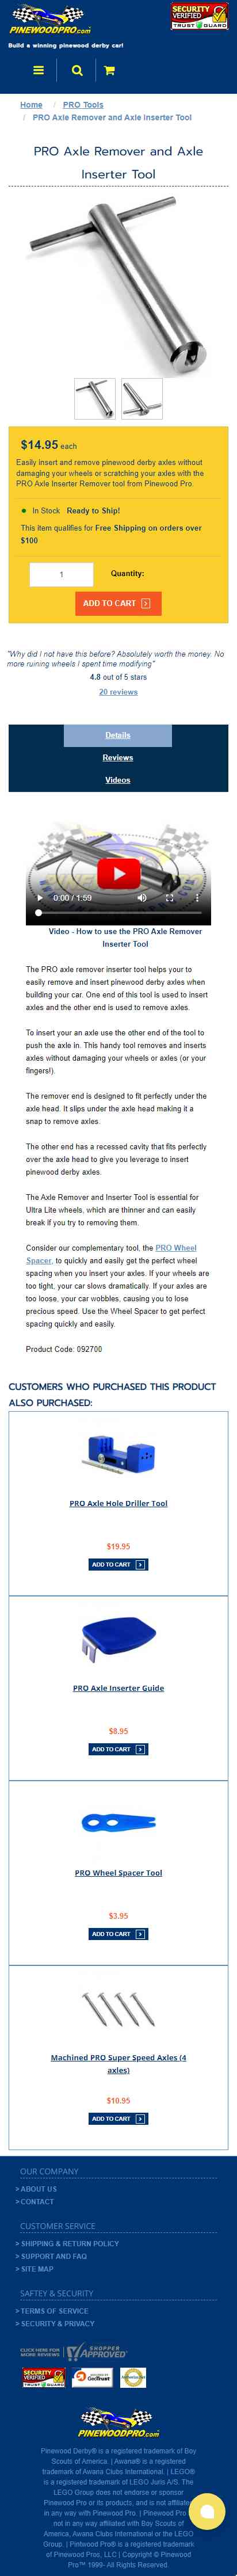 PINEWOODPRO.COM
SECURITY
VERIFIED
TRUST GUARD
Build a winning pinewood derby car!
Home / PRO Tools
/ PRO Axle Remover and Axle Inserter Tool
PRO Axle Remover and Axle
Inserter Tool
$14.95 each
Easily insert and remove pinewood derby axles without
damaging your wheels or scratching your axles with the
PRO Axle Inserter Remover tool from Pinewood Pro.
In Stock Ready to Ship!
This item qualifies for Free Shipping on orders over
$100
1
Quantity:
ADD TO CART
"Why did I not have this before? Absolutely worth the money. No
more ruining wheels I spent time modifying"
4.8 out of 5 stars
20 reviews
Details
Reviews
Videos
0:00 / 1:59
Video - How to use the PRO Axle Remover
Inserter Tool
The PRO axle remover inserter tool helps your to
easily remove and insert pinewood derby axles when
building your car. One end of this tool is used to insert
axles and the other end is used to remove axles.
To insert your an axle use the other end of the tool to
push the axle in. This handy tool removes and inserts
axles without damaging your wheels or axles (or your
fingers!).
The remover end is designed to fit perfectly under the
axle head. It slips under the axle head making it a
snap to remove axles.
The other end has a recessed cavity that fits perfectly
over the axle head to give you leverage to insert
pinewood derby axles.
The Axle Remover and Inserter Tool is essential for
Ultra Lite wheels, which are thinner and can easily
break If you try to removing them.
Consider our complementary tool, the PRO Wheel
Spacer, to quickly and easily get the perfect wheel
spacing when you insert your axles. If your wheels are
too tight, your car slows dramatically. If your axles are
too loose, your car wobbles, causing you to lose
precious speed. Use the Wheel Spacer to get perfect
spacing quickly and easily.
Product Code: 092700
CUSTOMERS WHO PURCHASED THIS PRODUCT
ALSO PURCHASED:
PRO Axle Hole Driller Tool
$19.95
ADD TO CART
PRO Axle Inserter Guide
$8.95
ADD TO CART
PRO Wheel Spacer Tool
$3.95
ADD TO CART
Machined PRO Super Speed Axles (4
axles)
$10.95
ADD TO CART
OUR COMPANY
> ABOUT US
> CONTACT
CUSTOMER SERVICE
> SHIPPING & RETURN POLICY
> SUPPORT AND FAQ
> SITE MAP
SAFTEY & SECURITY
> TERMS OF SERVICE
> SECURITY & PRIVACY
CLICK HERE FOR
MORE REVIEWS
SHOPPER
APPROVED
SECURITY
VERIFIED
TRUST GUARD
GeoTrust
PINEWOODPRO.COM
Pinewood Derby® is a registered trademark of Boy
Scouts of America. | Awana® is a registered
trademark of Awana Clubs International. | LEGO®
is a registered trademark of LEGO Juris A/S. The
LEGO Group does not endorse or sponsor
Pinewood Pro or its products, and is not affiliated
in any way with Pinewood Pro. | Pinewood Pro is
not in any way affiliated with Boy Scouts of
America, Awana Clubs International or the LEGO
Group. | Pinewood Pro® is a registered trademark
of Pinewood Pros, LLC | Copyright © Pinewood
Pro™ 1999- All Rights Reserved.